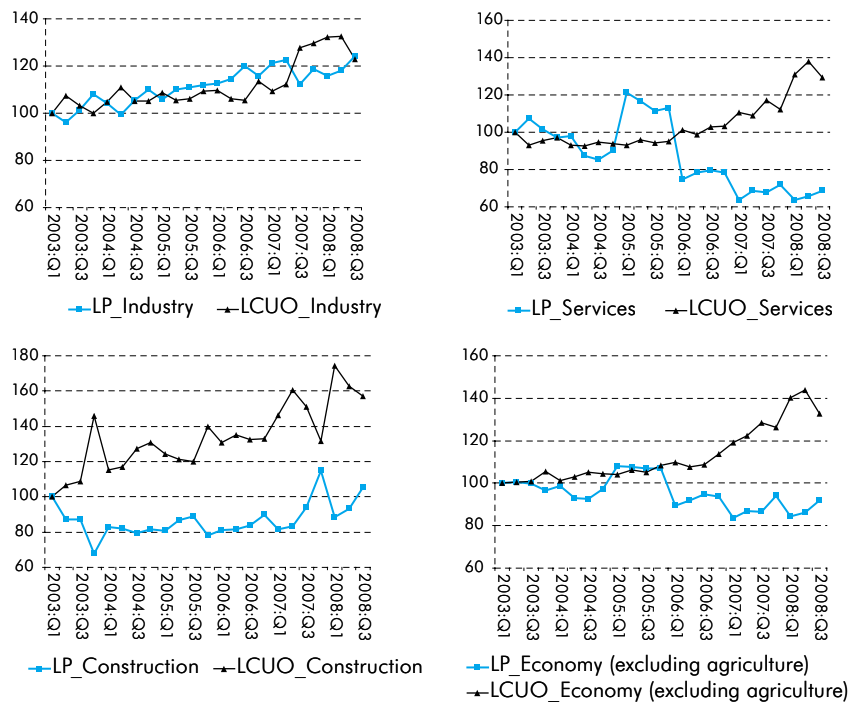 140
120
100
80
60
2003:Q1
2003:Q3
2004:Q1
2004:Q3
2005:Q1
2005:Q3
2006:Q1
2006:Q3
2007:Q1
2007:Q3
2008:Q1
2008:Q3
LP_Industry LCUO_Industry
160
140
120
100
80
60
2003:Q1
2003:Q3
2004:Q1
2004:Q3
2005:Q1
2005:Q3
2006:Q1
2006:Q3
2007:Q1
2007:Q3
2008:Q1
2008:Q3
LP_Services LCUO_Services
180
160
140
120
100
80
60
2003:Q1
2003:Q3
2004:Q1
2004:Q3
2005:Q1
2005:Q3
2006:Q1
2006:Q3
2007:Q1
2007:Q3
2008:Q1
2008:Q3
LP_Construction LCUO_Construction
160
140
120
100
80
60
2003:Q1
2003:Q3
2004:Q1
2004:Q3
2005:Q1
2005:Q3
2006:Q1
2006:Q3
2007:Q1
2007:Q3
2008:Q1
2008:Q3
LP_Economy (excluding agriculture)
LCUO_Economy (excluding agriculture)